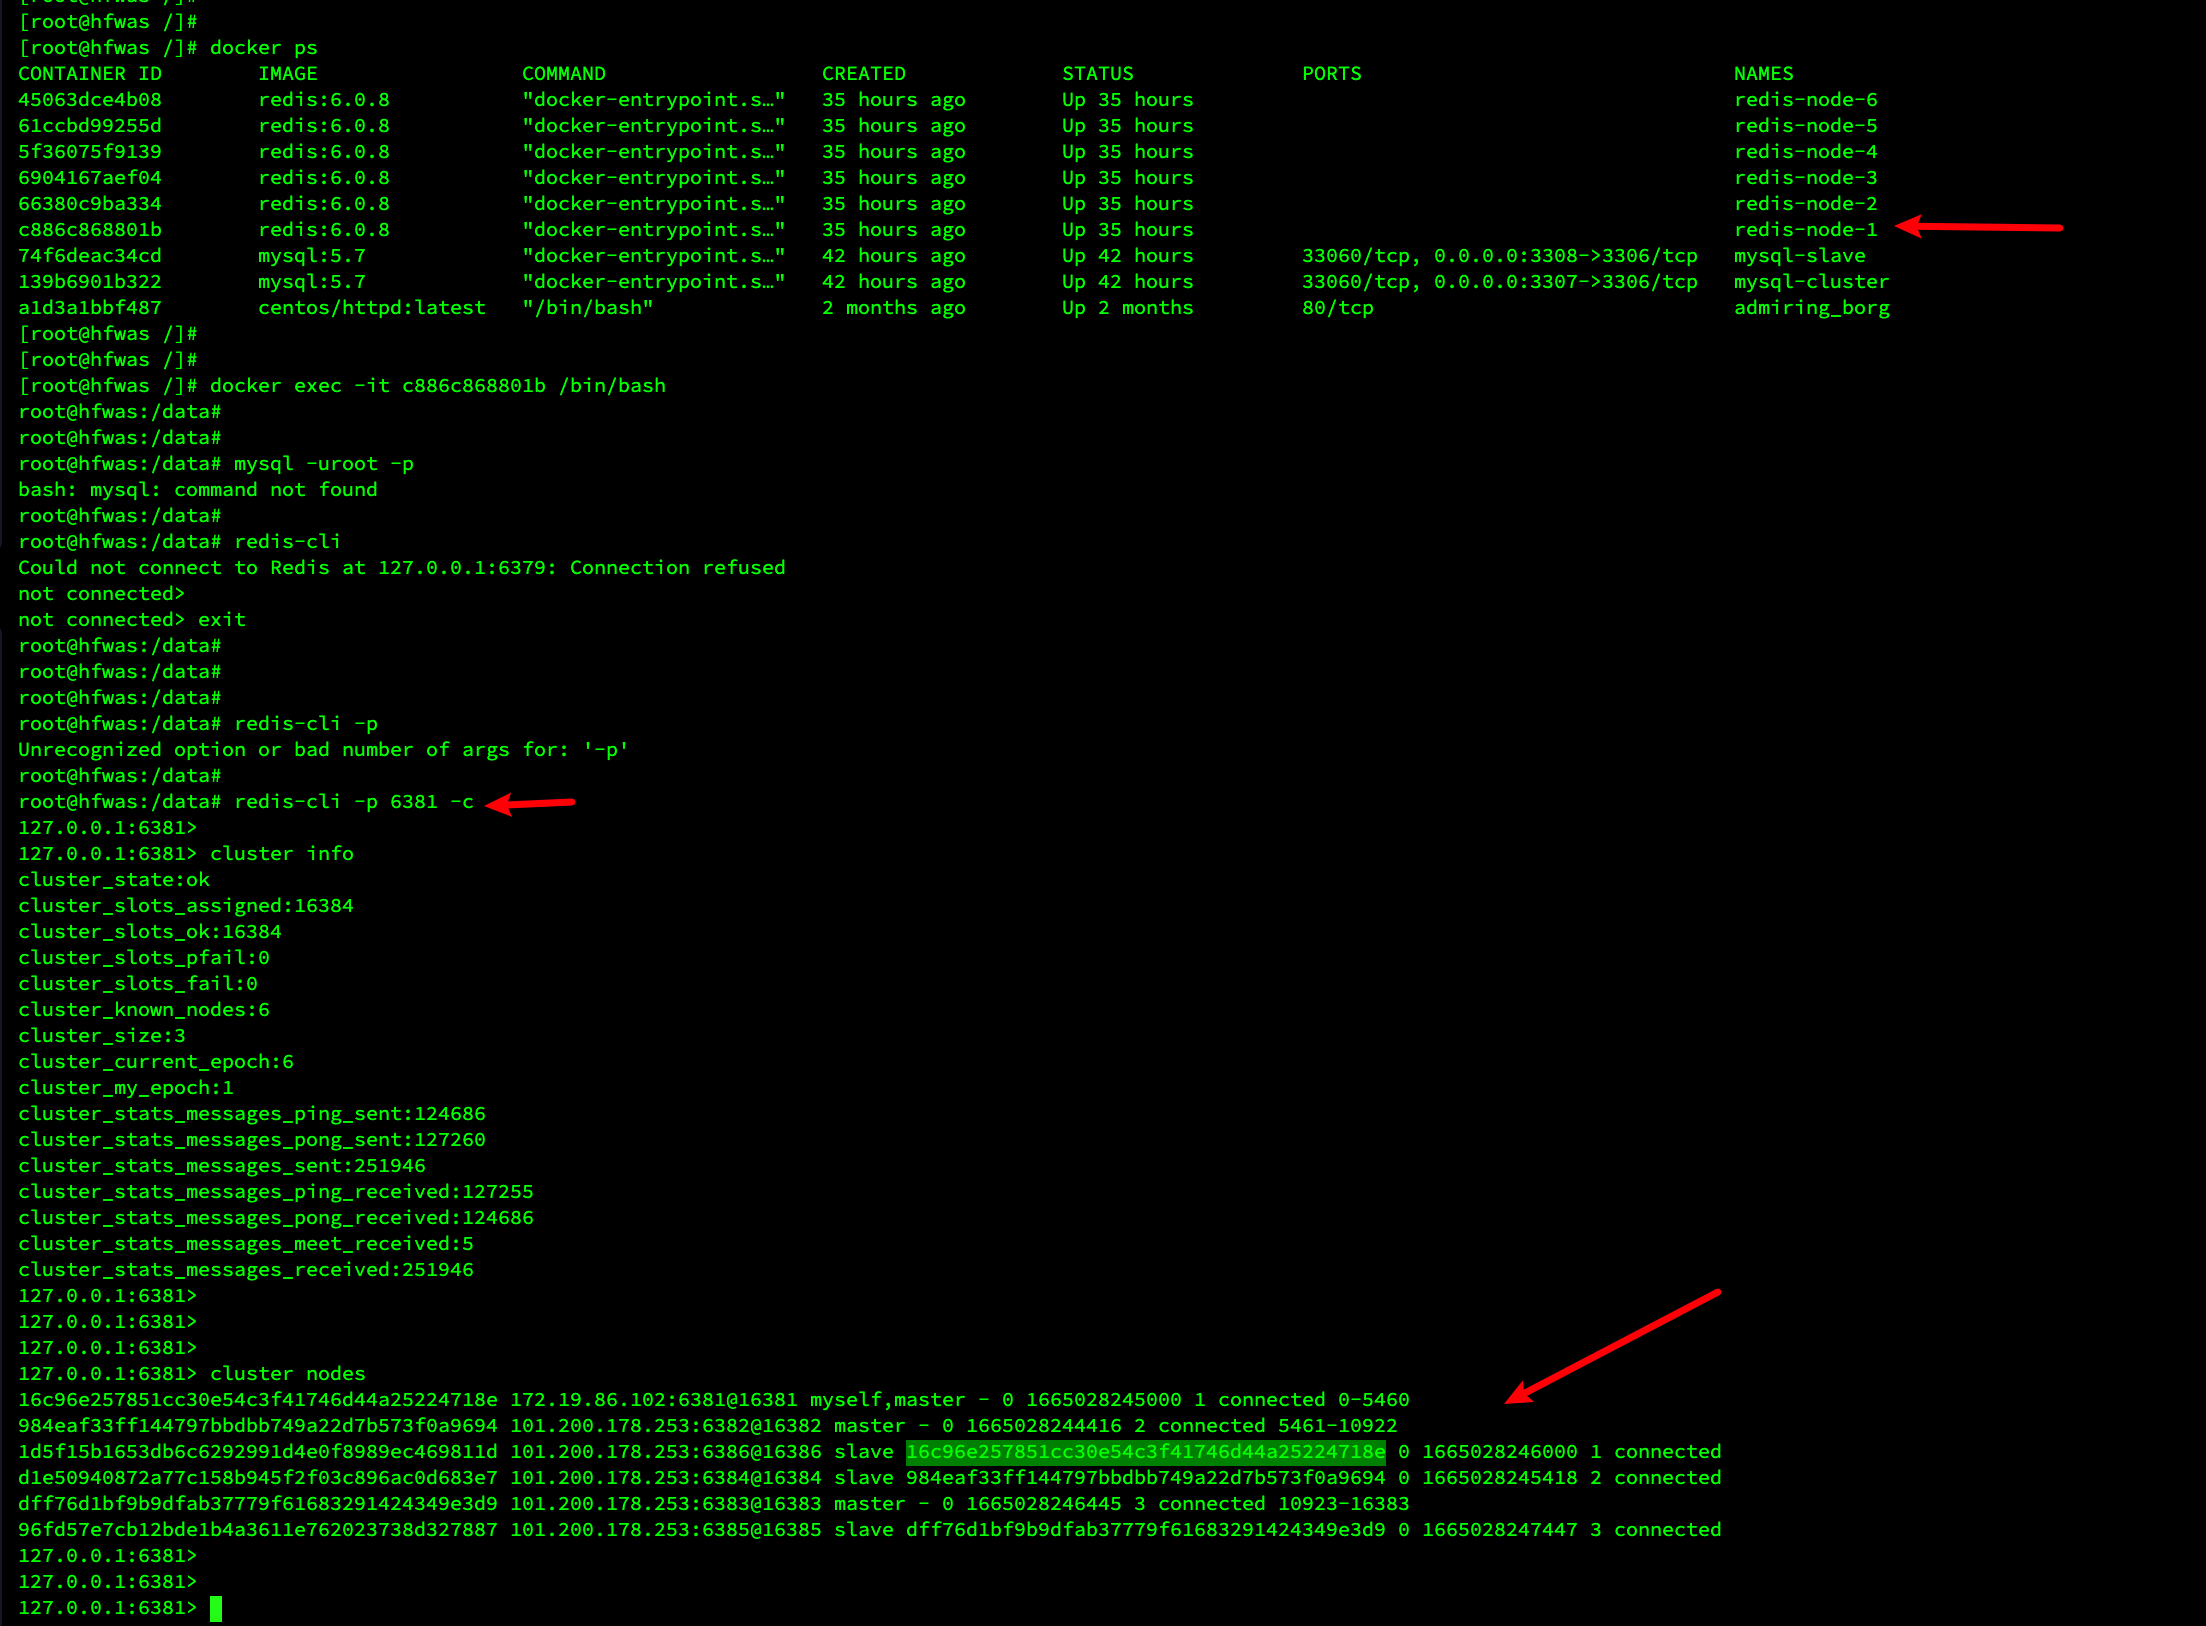 [root@hfwas /]#
[root@hfwas /]#
[root@hfwas /]# docker ps
CONTAINER ID        IMAGE                 COMMAND                  CREATED             STATUS              PORTS                               NAMES
45063dce4b08        redis:6.0.8           "docker-entrypoint.s…"   35 hours ago        Up 35 hours                                             redis-node-6
61ccbd99255d        redis:6.0.8           "docker-entrypoint.s…"   35 hours ago        Up 35 hours                                             redis-node-5
5f36075f9139        redis:6.0.8           "docker-entrypoint.s…"   35 hours ago        Up 35 hours                                             redis-node-4
6904167aef04        redis:6.0.8           "docker-entrypoint.s…"   35 hours ago        Up 35 hours                                             redis-node-3
66380c9ba334        redis:6.0.8           "docker-entrypoint.s…"   35 hours ago        Up 35 hours                                             redis-node-2
c886c868801b        redis:6.0.8           "docker-entrypoint.s…"   35 hours ago        Up 35 hours                                             redis-node-1
74f6deac34cd        mysql:5.7             "docker-entrypoint.s…"   42 hours ago        Up 42 hours         33060/tcp, 0.0.0.0:3308->3306/tcp   mysql-slave
139b6901b322        mysql:5.7             "docker-entrypoint.s…"   42 hours ago        Up 42 hours         33060/tcp, 0.0.0.0:3307->3306/tcp   mysql-cluster
a1d3a1bbf487        centos/httpd:latest   "/bin/bash"              2 months ago        Up 2 months         80/tcp                              admiring_borg
[root@hfwas /]#
[root@hfwas /]#
[root@hfwas /]# docker exec -it c886c868801b /bin/bash
root@hfwas:/data#
root@hfwas:/data#
root@hfwas:/data# mysql -uroot -p
bash: mysql: command not found
root@hfwas:/data#
root@hfwas:/data# redis-cli
Could not connect to Redis at 127.0.0.1:6379: Connection refused
not connected>
not connected> exit
root@hfwas:/data#
root@hfwas:/data#
root@hfwas:/data#
root@hfwas:/data# redis-cli -p
Unrecognized option or bad number of args for: '-p'
root@hfwas:/data#
root@hfwas:/data# redis-cli -p 6381 -c
127.0.0.1:6381>
127.0.0.1:6381> cluster info
cluster_state:ok
cluster_slots_assigned:16384
cluster_slots_ok:16384
cluster_slots_pfail:0
cluster_slots_fail:0
cluster_known_nodes:6
cluster_size:3
cluster_current_epoch:6
cluster_my_epoch:1
cluster_stats_messages_ping_sent:124686
cluster_stats_messages_pong_sent:127260
cluster_stats_messages_sent:251946
cluster_stats_messages_ping_received:127255
cluster_stats_messages_pong_received:124686
cluster_stats_messages_meet_received:5
cluster_stats_messages_received:251946
127.0.0.1:6381>
127.0.0.1:6381>
127.0.0.1:6381>
127.0.0.1:6381> cluster nodes
16c96e257851cc30e54c3f41746d44a25224718e 172.19.86.102:6381@16381 myself,master - 0 1665028245000 1 connected 0-5460
984eaf33ff144797bbdbb749a22d7b573f0a9694 101.200.178.253:6382@16382 master - 0 1665028244416 2 connected 5461-10922
1d5f15b1653db6c6292991d4e0f8989ec469811d 101.200.178.253:6386@16386 slave 16c96e257851cc30e54c3f41746d44a25224718e 0 1665028246000 1 connected
d1e50940872a77c158b945f2f03c896ac0d683e7 101.200.178.253:6384@16384 slave 984eaf33ff144797bbdbb749a22d7b573f0a9694 0 1665028245418 2 connected
dff76d1bf9b9dfab37779f61683291424349e3d9 101.200.178.253:6383@16383 master - 0 1665028246445 3 connected 10923-16383
96fd57e7cb12bde1b4a3611e762023738d327887 101.200.178.253:6385@16385 slave dff76d1bf9b9dfab37779f61683291424349e3d9 0 1665028247447 3 connected
127.0.0.1:6381>
127.0.0.1:6381>
127.0.0.1:6381>